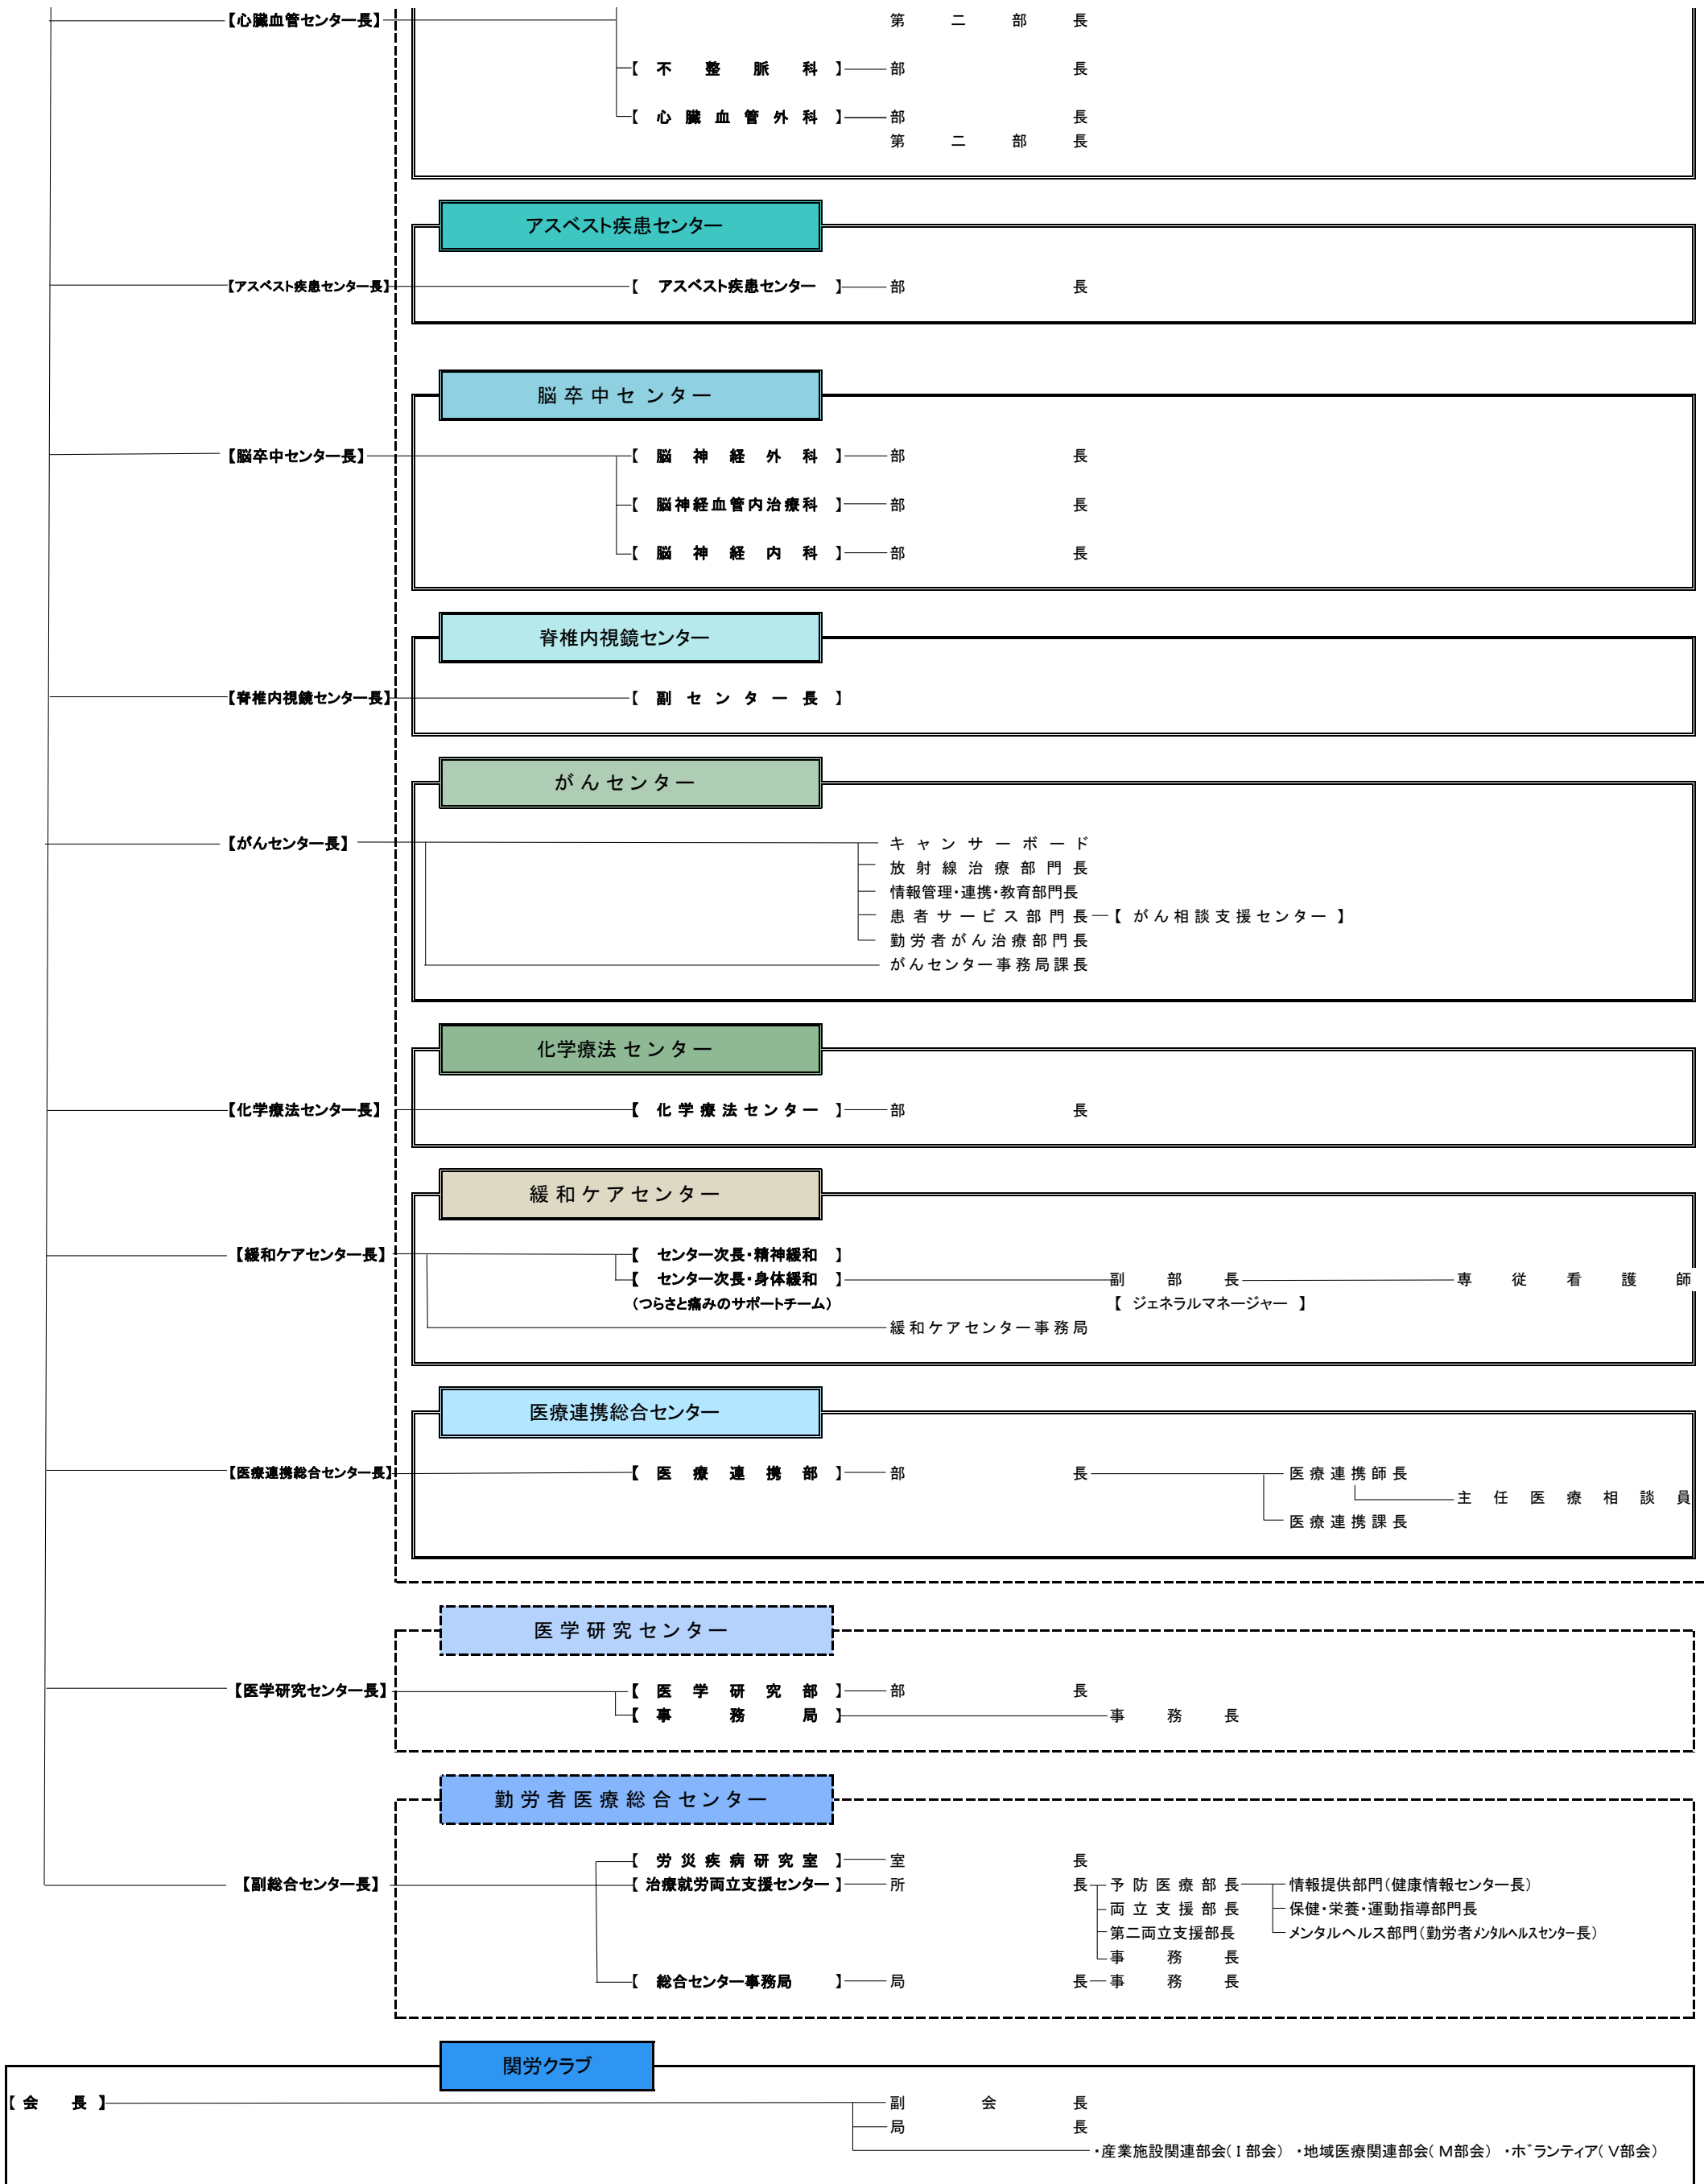 【心臓血管センター長】 第二部長
【不整脈科】 部長
【心臓血管外科】 部長
第二部長
アスベスト疾患センター
【アスベスト疾患センター長】 【アスベスト疾患センター】 部長
脳卒中センター
【脳卒中センター長】 【脳神経外科】 部長
【脳神経血管内治療科】 部長
【脳神経内科】 部長
脊椎内視鏡センター
【脊椎内視鏡センター長】 【副センター長】
がんセンター
【がんセンター長】 キャンサーボード
放射線治療部門長
情報管理・連携・教育部門長
患者サービス部門長 【がん相談支援センター】
勤労者がん治療部門長
がんセンター事務局課長
化学療法センター
【化学療法センター長】 【化学療法センター】 部長
緩和ケアセンター
【緩和ケアセンター長】 【センター次長・精神緩和】
【センター次長・身体緩和】 副部長 専従看護師
(つらさと痛みのサポートチーム) 【ジェネラルマネージャー】
緩和ケアセンター事務局
医療連携総合センター
【医療連携総合センター長】 【医療連携部】 部長 医療連携師長
主任医療相談員
医療連携課長
医学研究センター
【医学研究センター長】 【医学研究部】 部長
【事務局】 事務長
勤労者医療総合センター
【労災疾病研究室】 室長
【副総合センター長】 【治療就労両立支援センター】 所長 予防医療部長 情報提供部門(健康情報センター長)
両立支援部長 保健・栄養・運動指導部門長
第二両立支援部長 メンタルヘルス部門(勤労者メンタルヘルスセンター長)
事務長
【総合センター事務局】 局長 事務長
関労クラブ
【会長】 副会長
局長
・産業施設関連部会(I部会) ・地域医療関連部会(M部会) ・ボランティア(V部会)